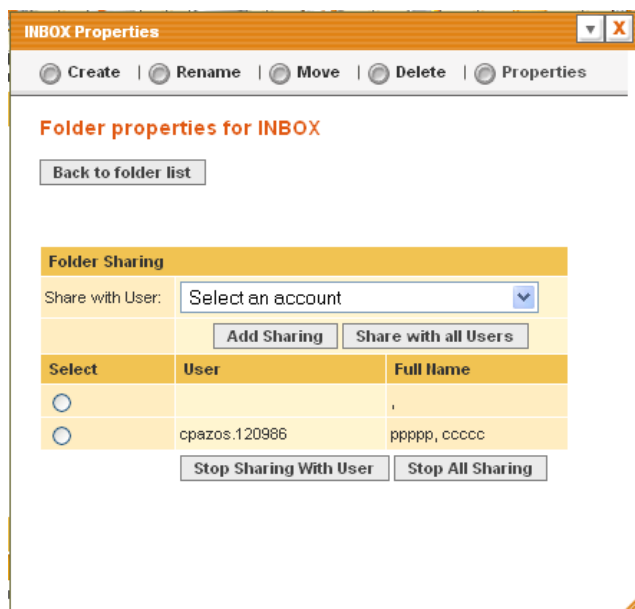 INBOX Properties
X
Create | Rename | Move | Delete | Properties
Folder properties for INBOX
Back to folder list
Folder Sharing
Share with User: Select an account
Add Sharing Share with all Users
Select User Full Name
,
cpazos.120986 ppppp, ccccc
Stop Sharing With User Stop All Sharing